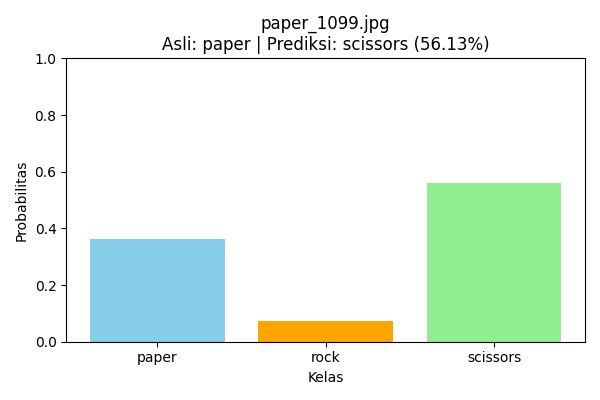 paper_1099.jpg
Asli: paper | Prediksi: scissors (56.13%)
1.0
0.8
0.6
0.4
0.2
0.0
Probabilitas
paper rock scissors
Kelas